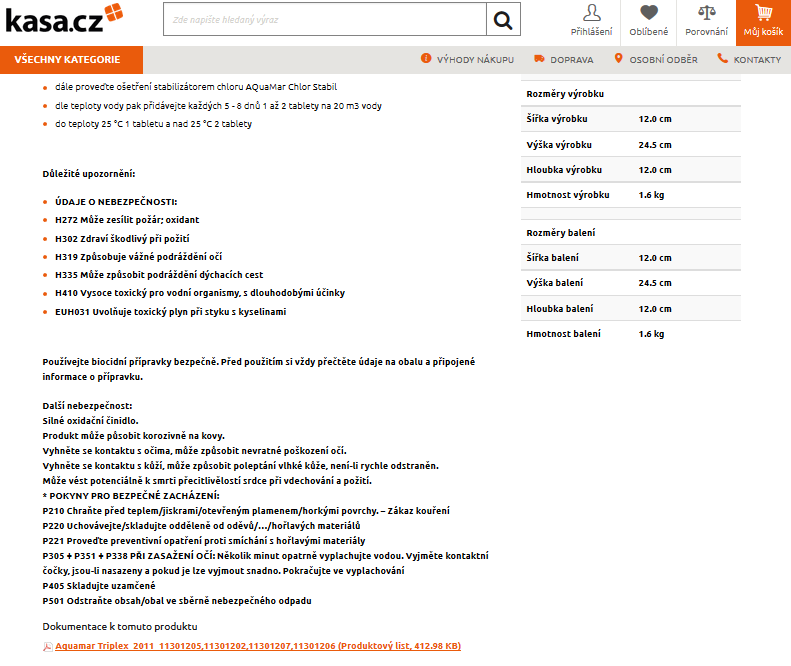 kasa.cz
Zde napište hledaný výraz
Přihlášení
Oblíbené
Porovnání
Můj košík
VŠECHNY KATEGORIE
VÝHODY NÁKUPU
DOPRAVA
OSOBNÍ ODBĚR
KONTAKTY
dále proveďte ošetření stabilizátorem chloru AQuaMar Chlor Stabil
dle teploty vody pak přidávejte každých 5 - 8 dnů 1 až 2 tablety na 20 m3 vody
do teploty 25 °C 1 tabletu a nad 25 °C 2 tablety
Důležité upozornění:
ÚDAJE O NEBEZPEČNOSTI:
H272 Může zesílit požár; oxidant
H302 Zdraví škodlivý při požití
H319 Způsobuje vážné podráždění očí
H335 Může způsobit podráždění dýchacích cest
H410 Vysoce toxický pro vodní organismy, s dlouhodobými účinky
EUH031 Uvolňuje toxický plyn při styku s kyselinami
Používejte biocidní přípravky bezpečně. Před použitím si vždy přečtěte údaje na obalu a připojené
informace o přípravku.
Další nebezpečnost:
Silné oxidační činidlo.
Produkt může působit korozivně na kovy.
Vyhněte se kontaktu s očima, může způsobit nevratné poškození očí.
Vyhněte se kontaktu s kůží, může způsobit poleptání vlhké kůže, není-li rychle odstraněn.
Může vést potenciálně k smrti přecitlivělostí srdce při vdechování a požití.
* POKYNY PRO BEZPEČNÉ ZACHÁZENÍ:
P210 Chraňte před teplem/jiskrami/otevřeným plamenem/horkými povrchy. – Zákaz kouření
P220 Uchovávejte/skladujte odděleně od oděvů/.../hořlavých materiálů
P221 Proveďte preventivní opatření proti smíchání s hořlavými materiály
P305 + P351 + P338 PŘI ZASAŽENÍ OČÍ: Několik minut opatrně vyplachujte vodou. Vyjměte kontaktní
čočky, jsou-li nasazeny a pokud je lze vyjmout snadno. Pokračujte ve vyplachování
P405 Skladujte uzamčené
P501 Odstraňte obsah/obal ve sběrně nebezpečného odpadu
Dokumentace k tomuto produktu
Aquamar Triplex_2011_11301205,11301202,11301207,11301206 (Produktový list, 412.98 KB)
Rozměry výrobku
Šířka výrobku 12.0 cm
Výška výrobku 24.5 cm
Hloubka výrobku 12.0 cm
Hmotnost výrobku 1.6 kg
Rozměry balení
Šířka balení 12.0 cm
Výška balení 24.5 cm
Hloubka balení 12.0 cm
Hmotnost balení 1.6 kg